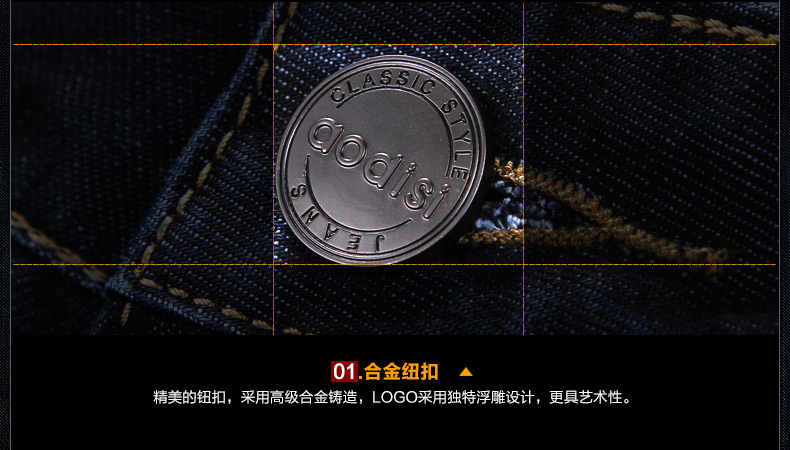 CLASSIC STYLE
aodisi
JEANS
01.合金纽扣
精美的钮扣，采用高级合金铸造，LOGO采用独特浮雕设计，更具艺术性。